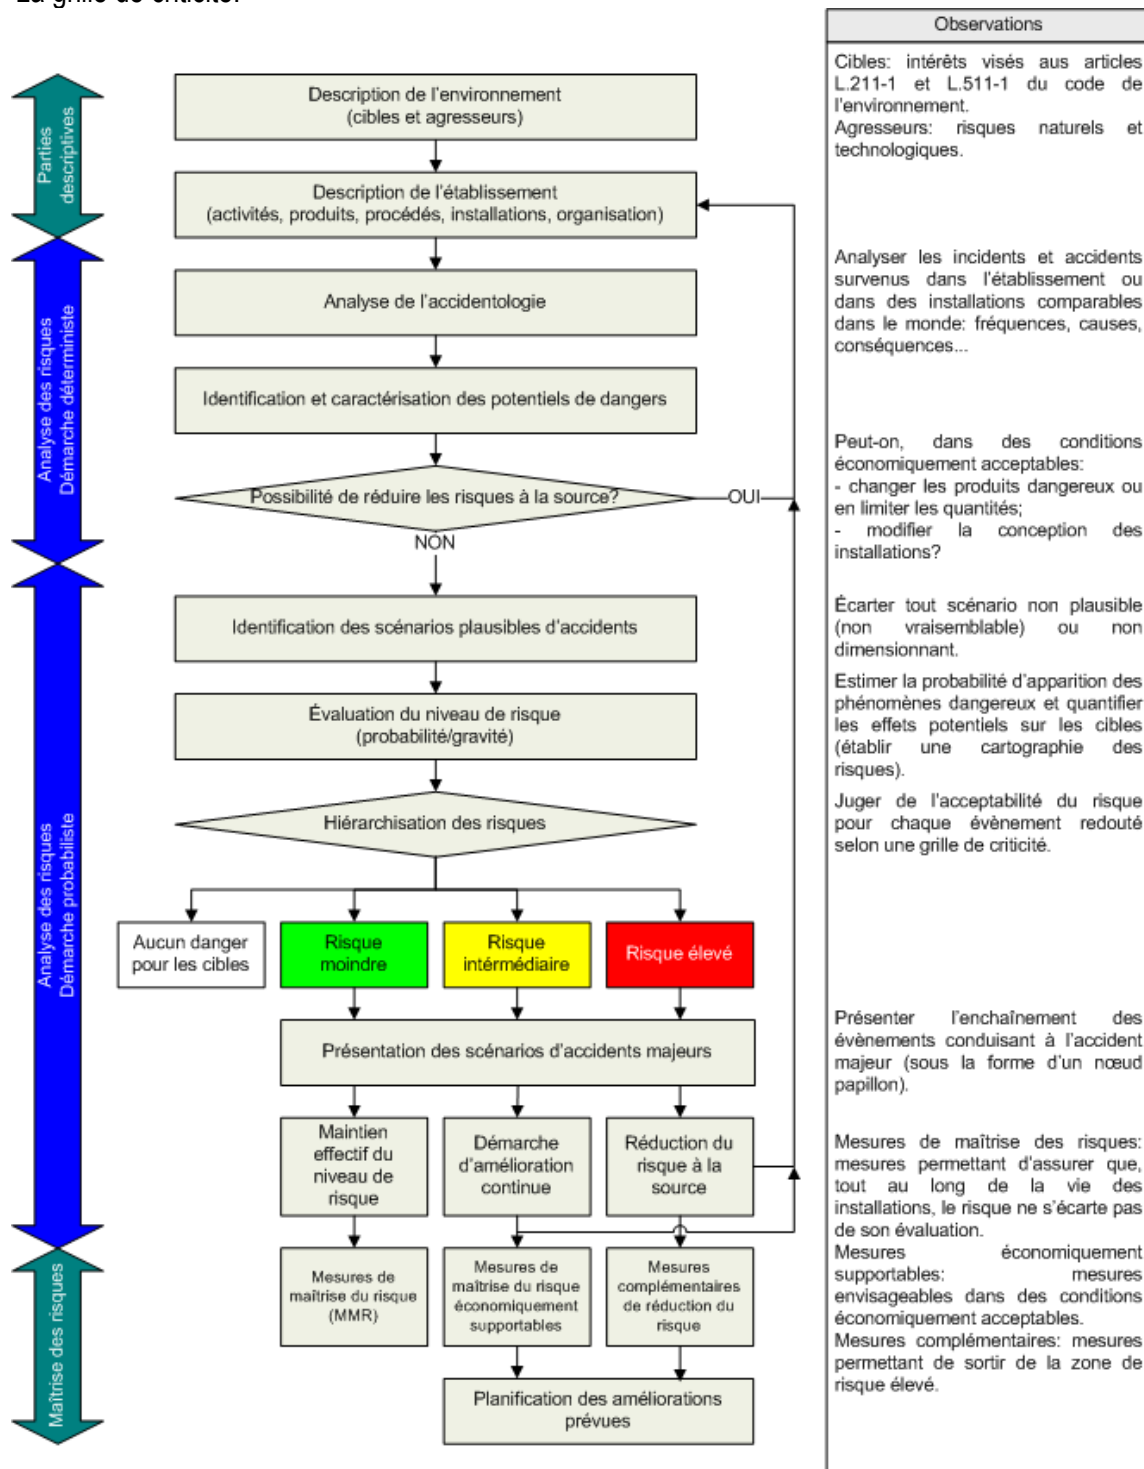 La grille de criticité.
Observations
Parties
descriptives
Description de l'environnement
(cibles et agresseurs)
Cibles: intérêts visés aus articles
L.211-1 et L.511-1 du code de
l'environnement.
Agresseurs: risques naturels et
technologiques.
Description de l'établissement
(activités, produits, procédés, installations, organisation)
Analyse des risques
Démarche déterministe
Analyse de l'accidentologie
Analyser les incidents et accidents
survenus dans l'établissement ou
dans des installations comparables
dans le monde: fréquences, causes,
conséquences...
Identification et caractérisation des potentiels de dangers
Possibilité de réduire les risques à la source?
OUI
NON
Peut-on, dans des conditions
économiquement acceptables:
- changer les produits dangereux ou
en limiter les quantités;
- modifier la conception des
installations?
Analyse des risques
Démarche probabiliste
Identification des scénarios plausibles d'accidents
Écarter tout scénario non plausible
(non vraisemblable) ou non
dimensionnant.
Évaluation du niveau de risque
(probabilité/gravité)
Estimer la probabilité d'apparition des
phénomènes dangereux et quantifier
les effets potentiels sur les cibles
(établir une cartographie des
risques).
Hiérarchisation des risques
Juger de l'acceptabilité du risque
pour chaque évènement redouté
selon une grille de criticité.
Aucun danger
pour les cibles
Risque
moindre
Risque
intérmédiaire
Risque élevé
Présentation des scénarios d'accidents majeurs
Présenter l'enchaînement des
évènements conduisant à l'accident
majeur (sous la forme d'un nœud
papillon).
Maintien
effectif du
niveau de
risque
Démarche
d'amélioration
continue
Réduction du
risque à la
source
Maîtrise des risques
Mesures de
maîtrise du risque
(MMR)
Mesures de
maîtrise du risque
économiquement
supportables
Mesures
complémentaires
de réduction du
risque
Planification des améliorations
prévues
Mesures de maîtrise des risques:
mesures permettant d'assurer que,
tout au long de la vie des
installations, le risque ne s'écarte pas
de son évaluation.
Mesures économiquement
supportables: mesures
envisageables dans des conditions
économiquement acceptables.
Mesures complémentaires: mesures
permettant de sortir de la zone de
risque élevé.